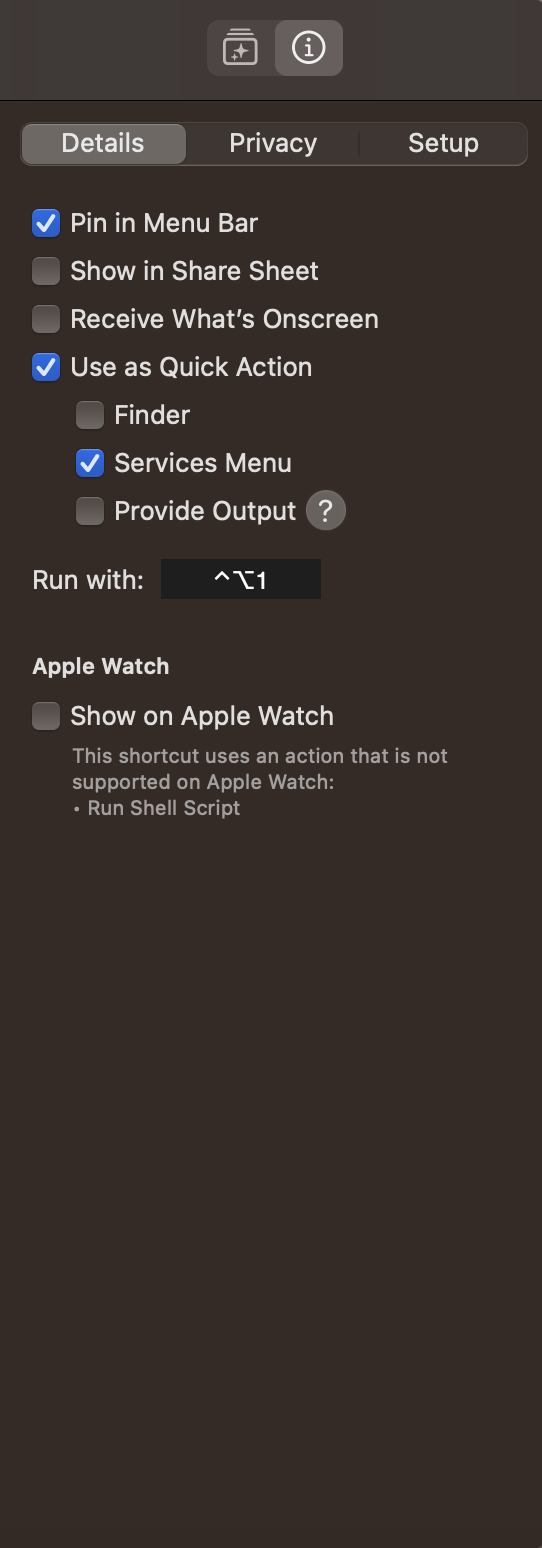 Details Privacy Setup
Pin in Menu Bar
Show in Share Sheet
Receive What’s Onscreen
Use as Quick Action
Finder
Services Menu
Provide Output ?
Run with: ⌃⌥1
Apple Watch
Show on Apple Watch
This shortcut uses an action that is not
supported on Apple Watch:
• Run Shell Script